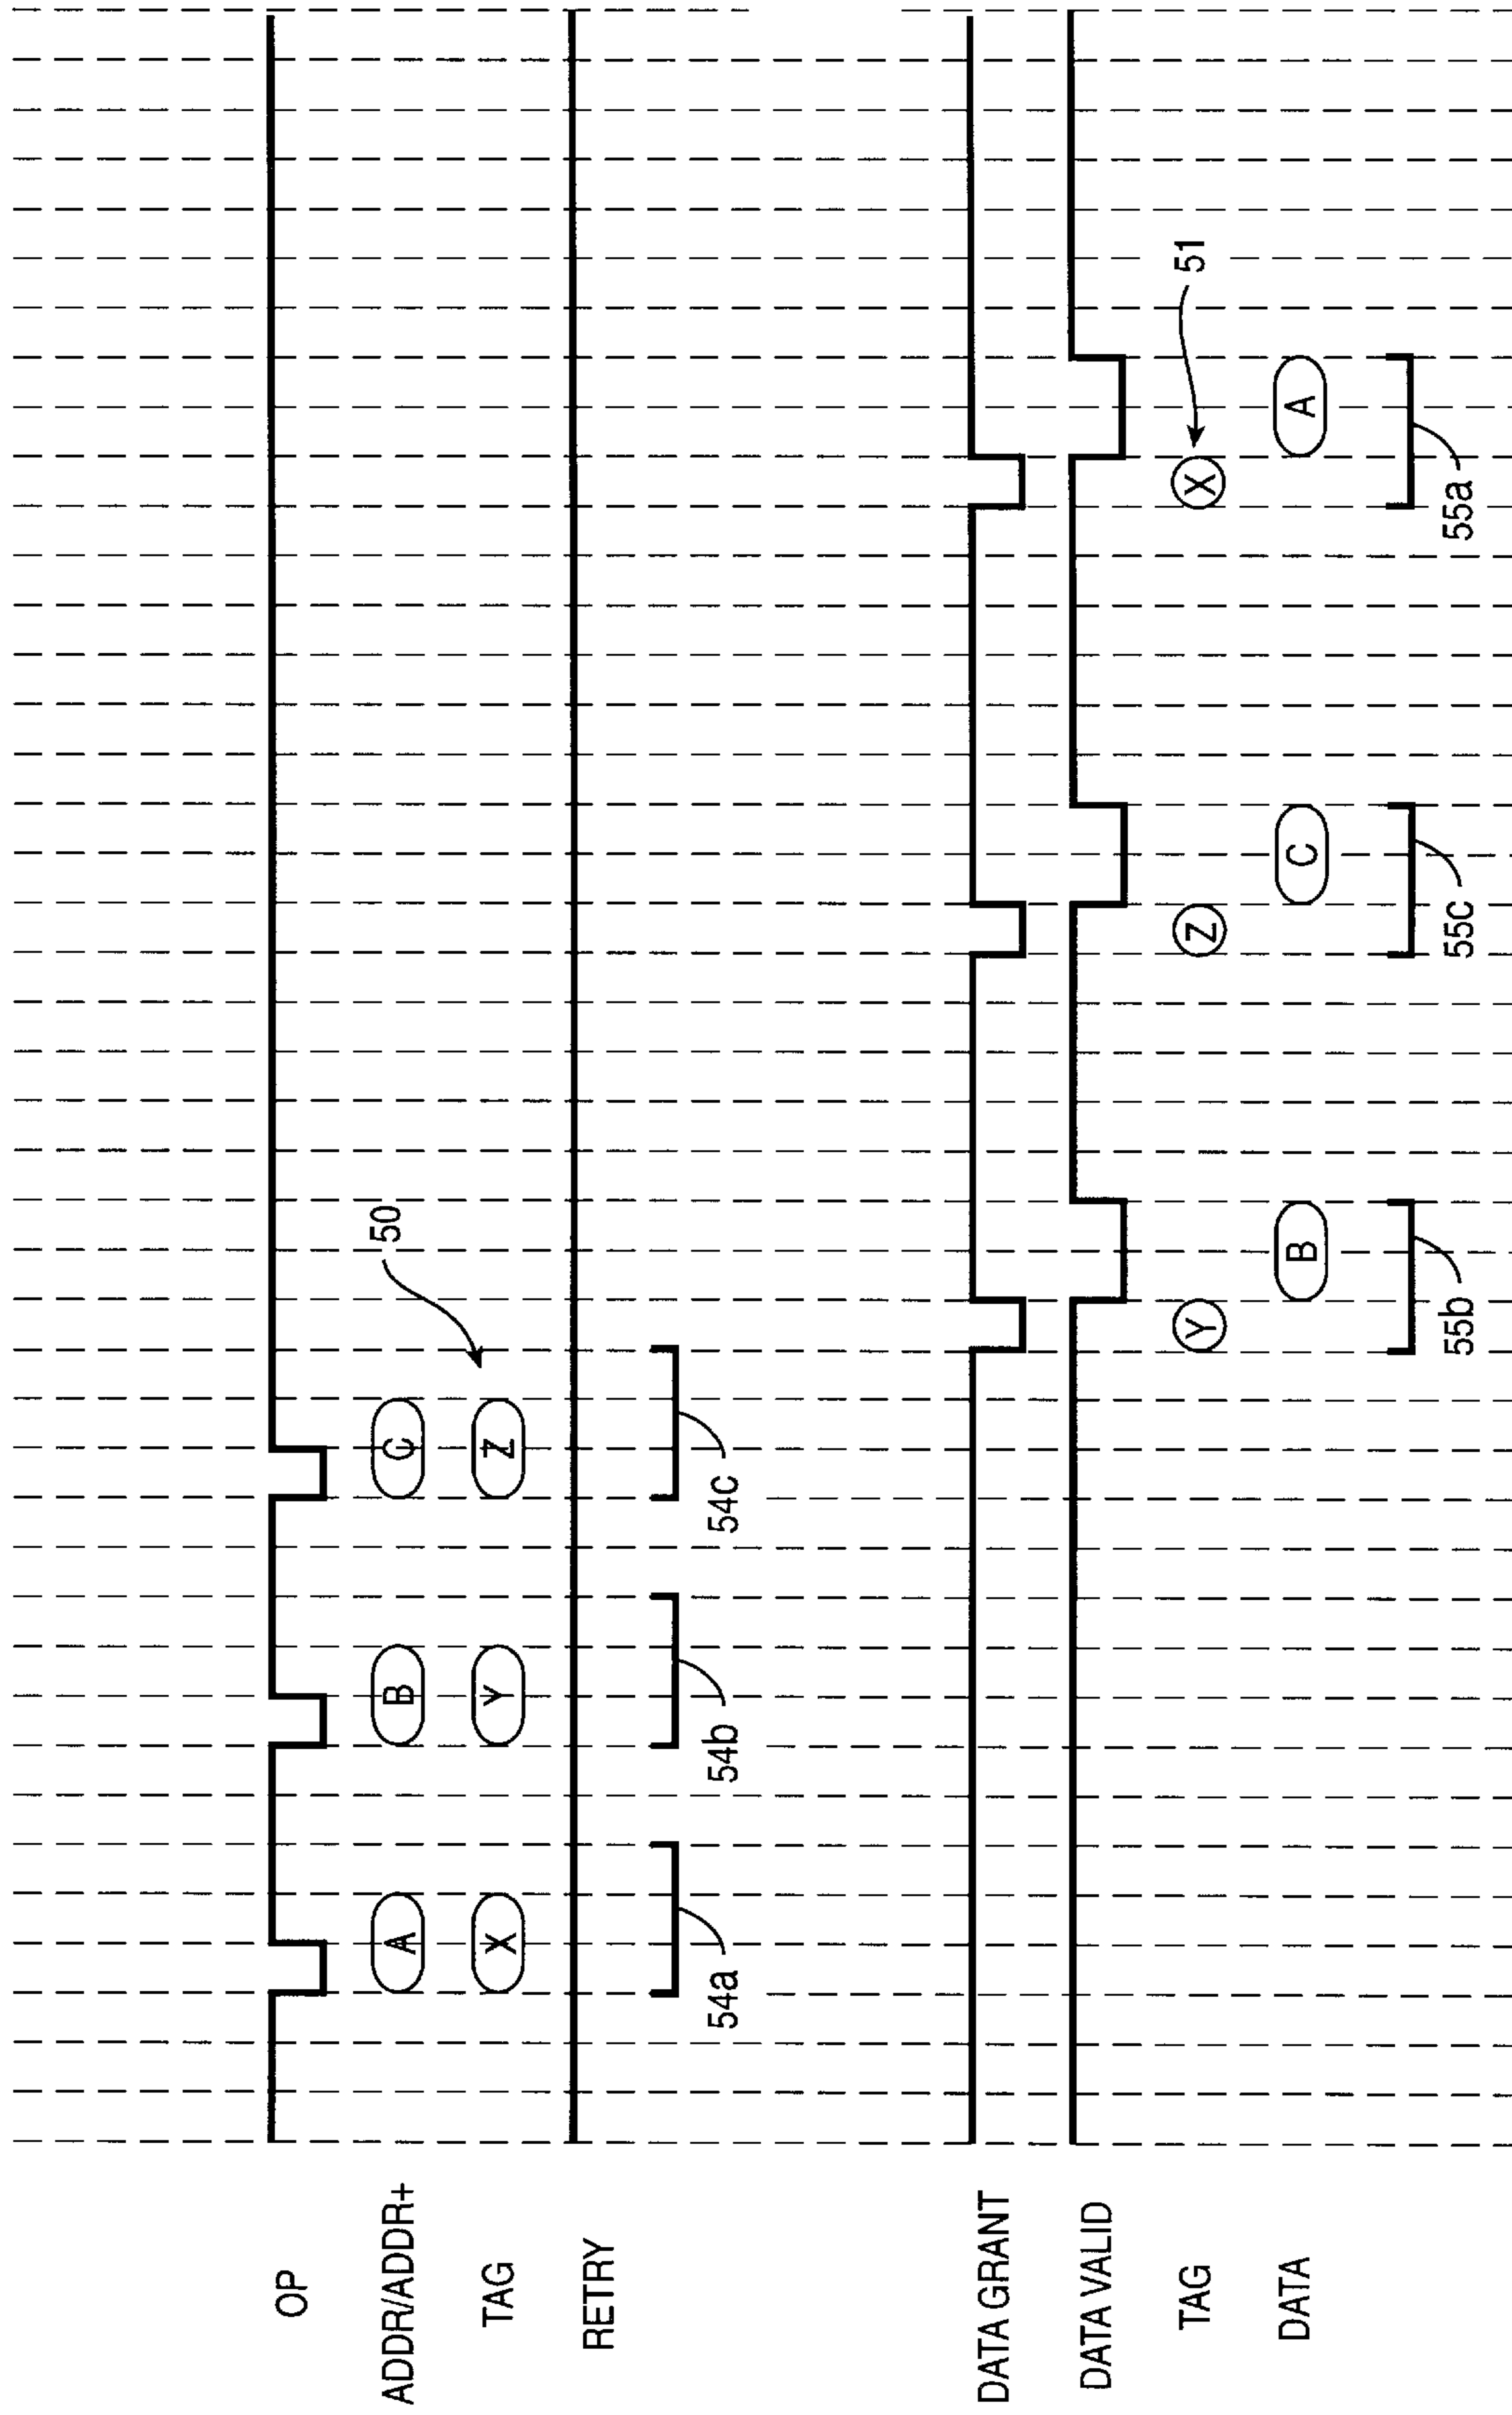 OP
ADDR/ADDR+ A B C
TAG X Y Z 50
RETRY
54a 54b 54c
DATA GRANT
DATA VALID
TAG Y Z X 51
DATA B C A
55b 55c 55a